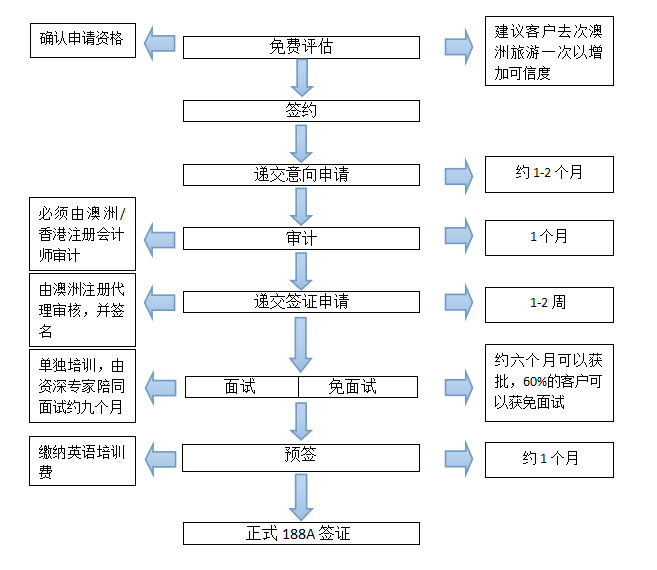 确认申请资格
免费评估
建议客户去次澳
洲旅游一次以增
加可信度
签约
递交意向申请
约 1-2 个月
必须由澳洲/
香港注册会计
师审计
审计
1 个月
由澳洲注册代
理审核，并签
名
递交签证申请
1-2 周
单独培训，由
资深专家陪同
面试约九个月
面试
免面试
约六个月可以获
批，60%的客户可
以获免面试
缴纳英语培训
费
预签
约 1 个月
正式 188A 签证